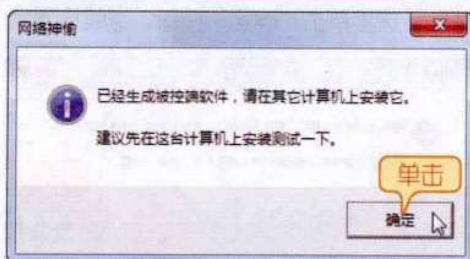 网络神偷
已经生成被控端软件，请在其它计算机上安装它。
建议先在这台计算机上安装测试一下。
单击
确定